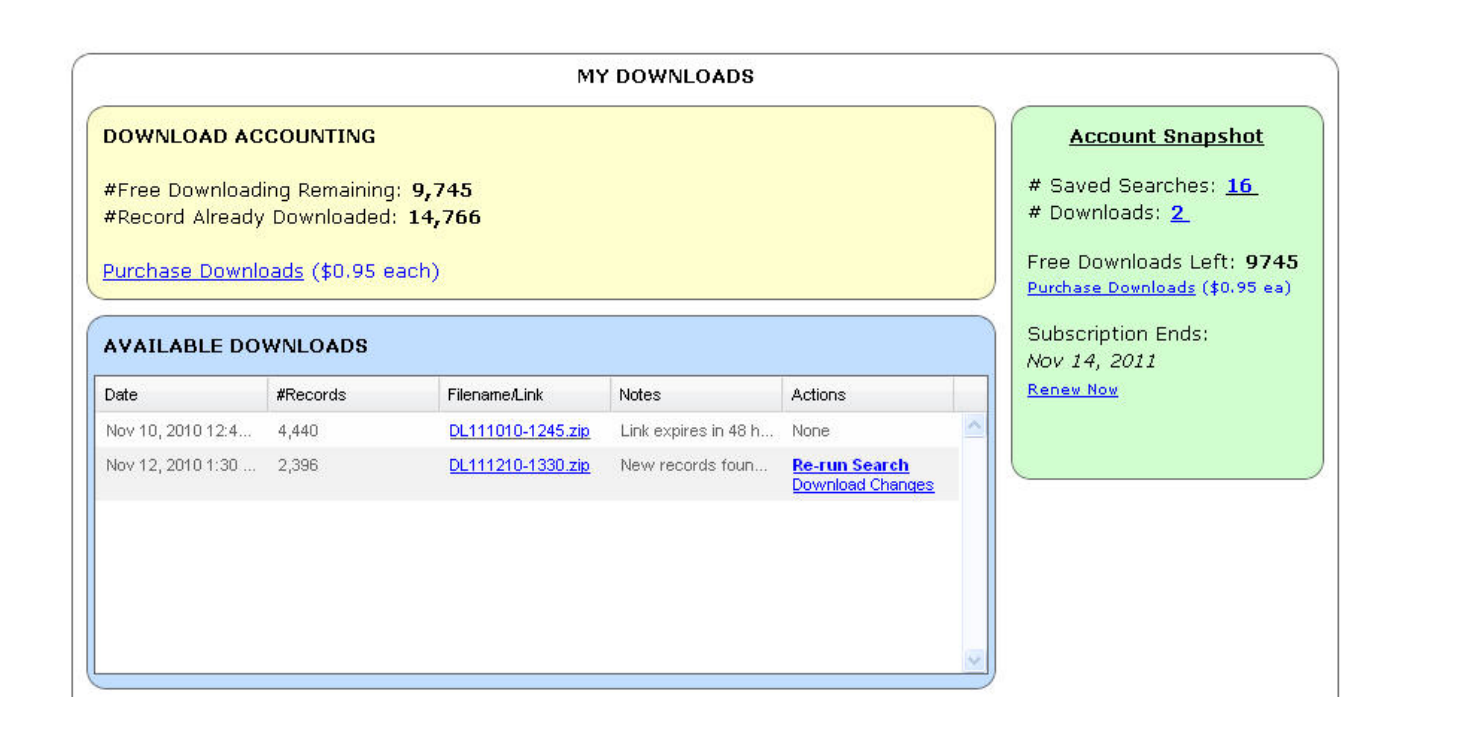 MY DOWNLOADS
DOWNLOAD ACCOUNTING
#Free Downloading Remaining: 9,745
#Record Already Downloaded: 14,766
Purchase Downloads ($0.95 each)
AVAILABLE DOWNLOADS
Date #Records Filename/Link Notes Actions
Nov 10, 2010 12:4... 4,440 DL111010-1245.zip Link expires in 48 h... None
Nov 12, 2010 1:30 ... 2,396 DL111210-1330.zip New records foun... Re-run Search
Download Changes
Account Snapshot
# Saved Searches: 16
# Downloads: 2
Free Downloads Left: 9745
Purchase Downloads ($0.95 ea)
Subscription Ends:
Nov 14, 2011
Renew Now